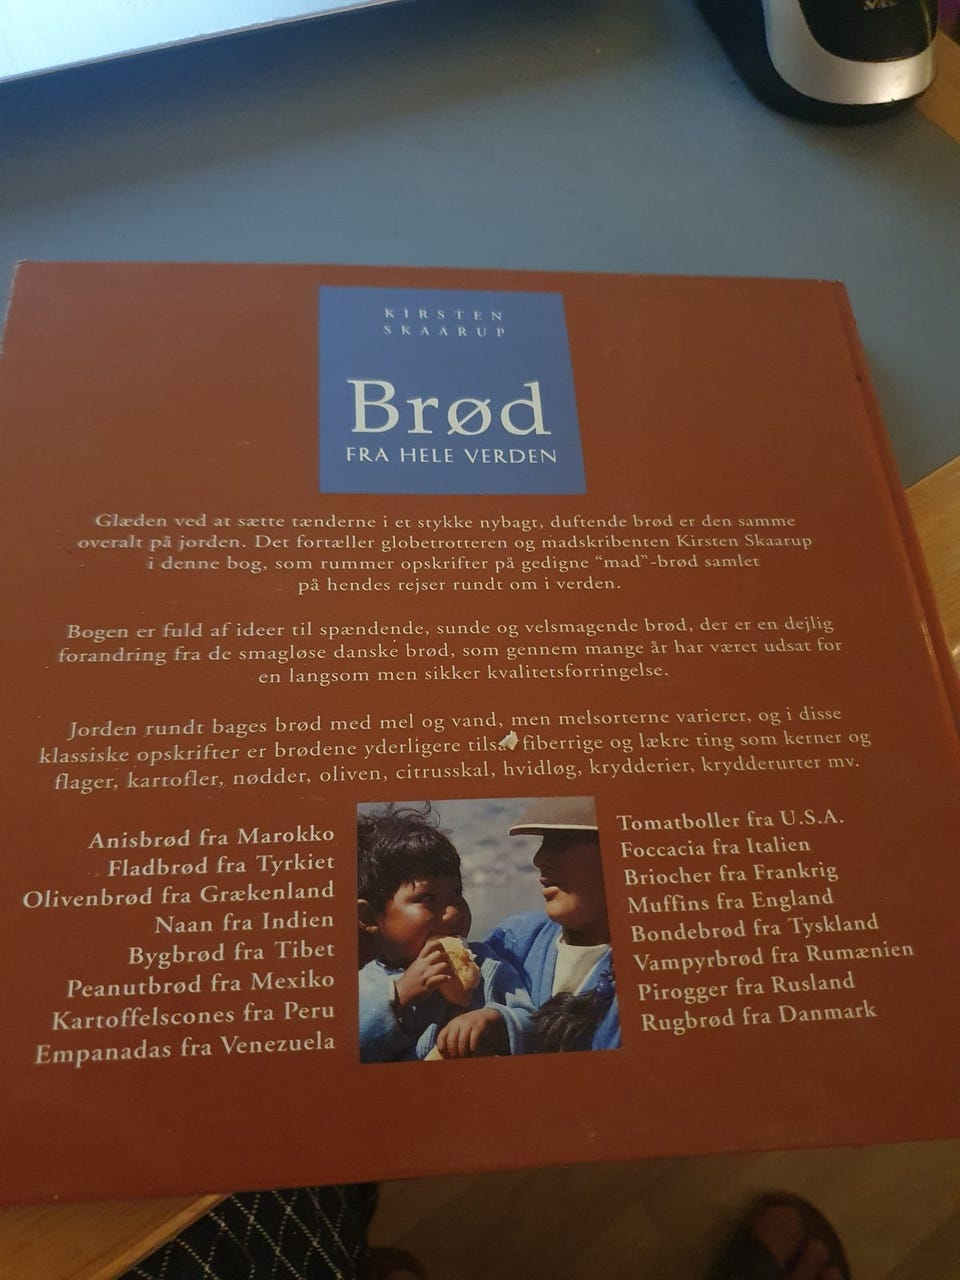 KIRSTEN
SKAARUP
Brød
FRA HELE VERDEN
Glæden ved at sætte tænderne i et stykke nybagt, duftende brød er den samme
overalt på jorden. Det fortæller globetrotteren og madskribenten Kirsten Skaarup
i denne bog, som rummer opskrifter på gedigne “mad”-brød samlet
på hendes rejser rundt om i verden.
Bogen er fuld af ideer til spændende, sunde og velsmagende brød, der er en dejlig
forandring fra de smagløse danske brød, som gennem mange år har været udsat for
en langsom men sikker kvalitetsforringelse.
Jorden rundt bages brød med mel og vand, men melsorterne varierer, og i disse
klassiske opskrifter er brødene yderligere fiberrige og lækre ting som kerner og
flager, kartofler, nødder, oliven, citrusskal, hvidløg, krydderier, krydderurter mv.
Anisbrød fra Marokko
Fladbrød fra Tyrkiet
Olivenbrød fra Grækenland
Naan fra Indien
Bygbrød fra Tibet
Peanutbrød fra Mexiko
Kartoffelscones fra Peru
Empanadas fra Venezuela
Tomatboller fra U.S.A.
Foccacia fra Italien
Briocher fra Frankrig
Muffins fra England
Bondebrød fra Tyskland
Vampyrbrød fra Rumænien
Pirogger fra Rusland
Rugbrød fra Danmark